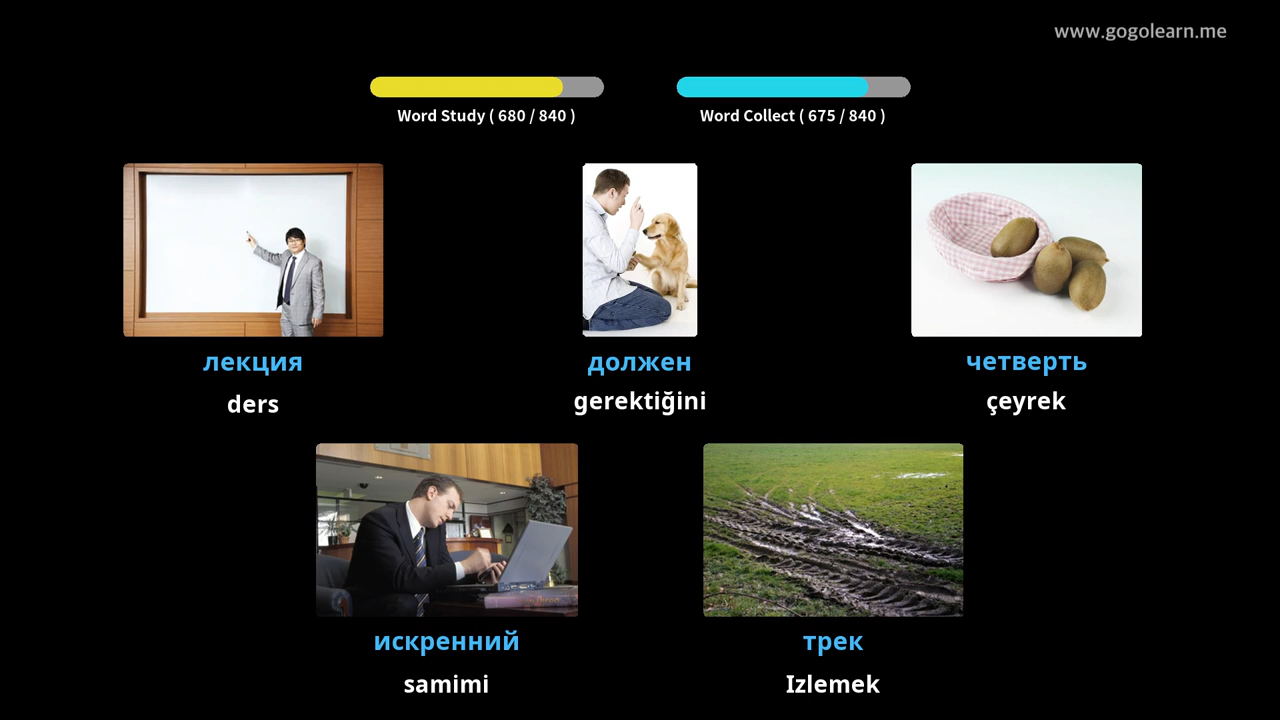 www.gogolearn.me
Word Study ( 680 / 840 )
Word Collect ( 675 / 840 )
лекция
должен
четверть
ders
gerektiğini
çeyrek
искренний
трек
samimi
Izlemek